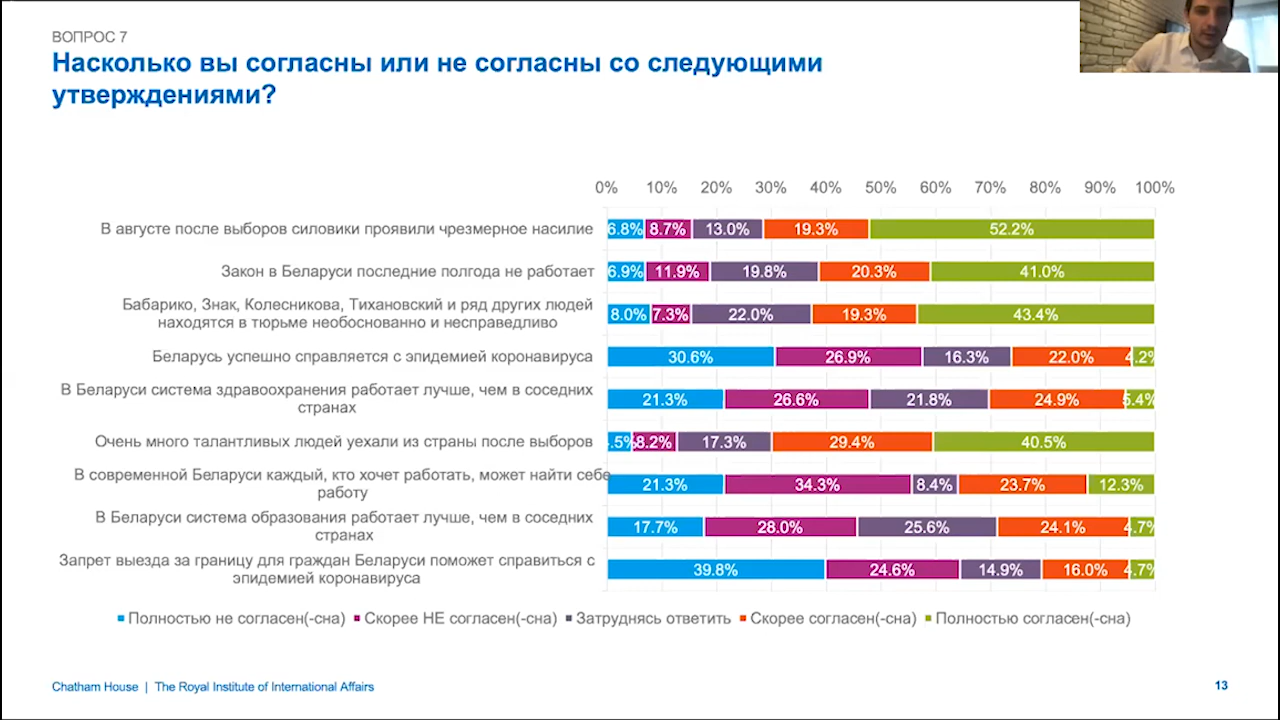 ВОПРОС 7
Насколько вы согласны или не согласны со следующими
утверждениями?
0% 10% 20% 30% 40% 50% 60% 70% 80% 90% 100%
В августе после выборов силовики проявили чрезмерное насилие 6.8% 8.7% 13.0% 19.3% 52.2%
Закон в Беларуси последние полгода не работает 6.9% 11.9% 19.8% 20.3% 41.0%
Бабарико, Знак, Колесникова, Тихановский и ряд других людей
находятся в тюрьме необоснованно и несправедливо
8.0% 7.3% 22.0% 19.3% 43.4%
Беларусь успешно справляется с эпидемией коронавируса 30.6% 26.9% 16.3% 22.0% 4.2%
В Беларуси система здравоохранения работает лучше, чем в соседних
странах
21.3% 26.6% 21.8% 24.9% 5.4%
Очень много талантливых людей уехали из страны после выборов .5% 8.2% 17.3% 29.4% 40.5%
В современной Беларуси каждый, кто хочет работать, может найти себе
работу
21.3% 34.3% 8.4% 23.7% 12.3%
В Беларуси система образования работает лучше, чем в соседних
странах
17.7% 28.0% 25.6% 24.1% 4.7%
Запрет выезда за границу для граждан Беларуси поможет справиться с
эпидемией коронавируса
39.8% 24.6% 14.9% 16.0% 4.7%
Полностью не согласен(-сна) Скорее НЕ согласен(-сна) Затрудняюсь ответить Скорее согласен(-сна) Полностью согласен(-сна)
Chatham House | The Royal Institute of International Affairs
13